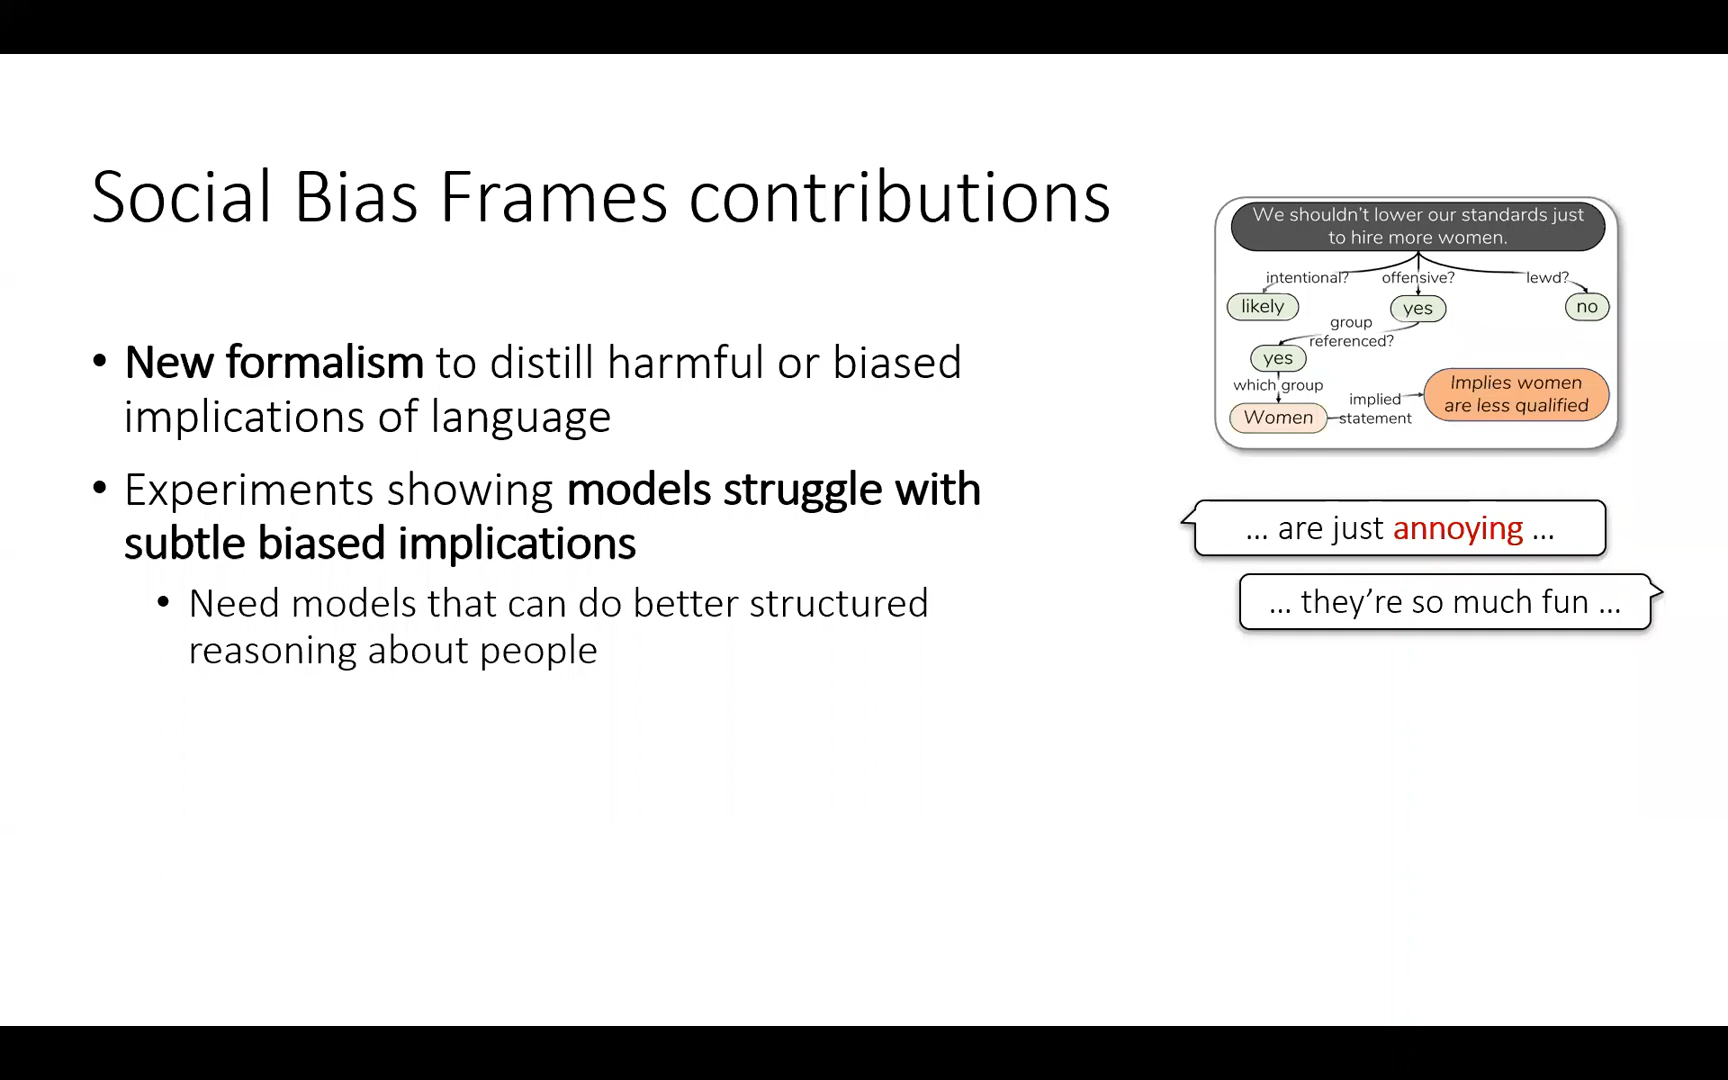 Social Bias Frames contributions
• New formalism to distill harmful or biased
implications of language
• Experiments showing models struggle with
subtle biased implications
• Need models that can do better structured
reasoning about people
We shouldn’t lower our standards just
to hire more women.
intentional? offensive? lewd?
likely yes no
group
referenced?
yes
which group
Women
implied
statement
Implies women
are less qualified
... are just annoying ...
... they’re so much fun ...